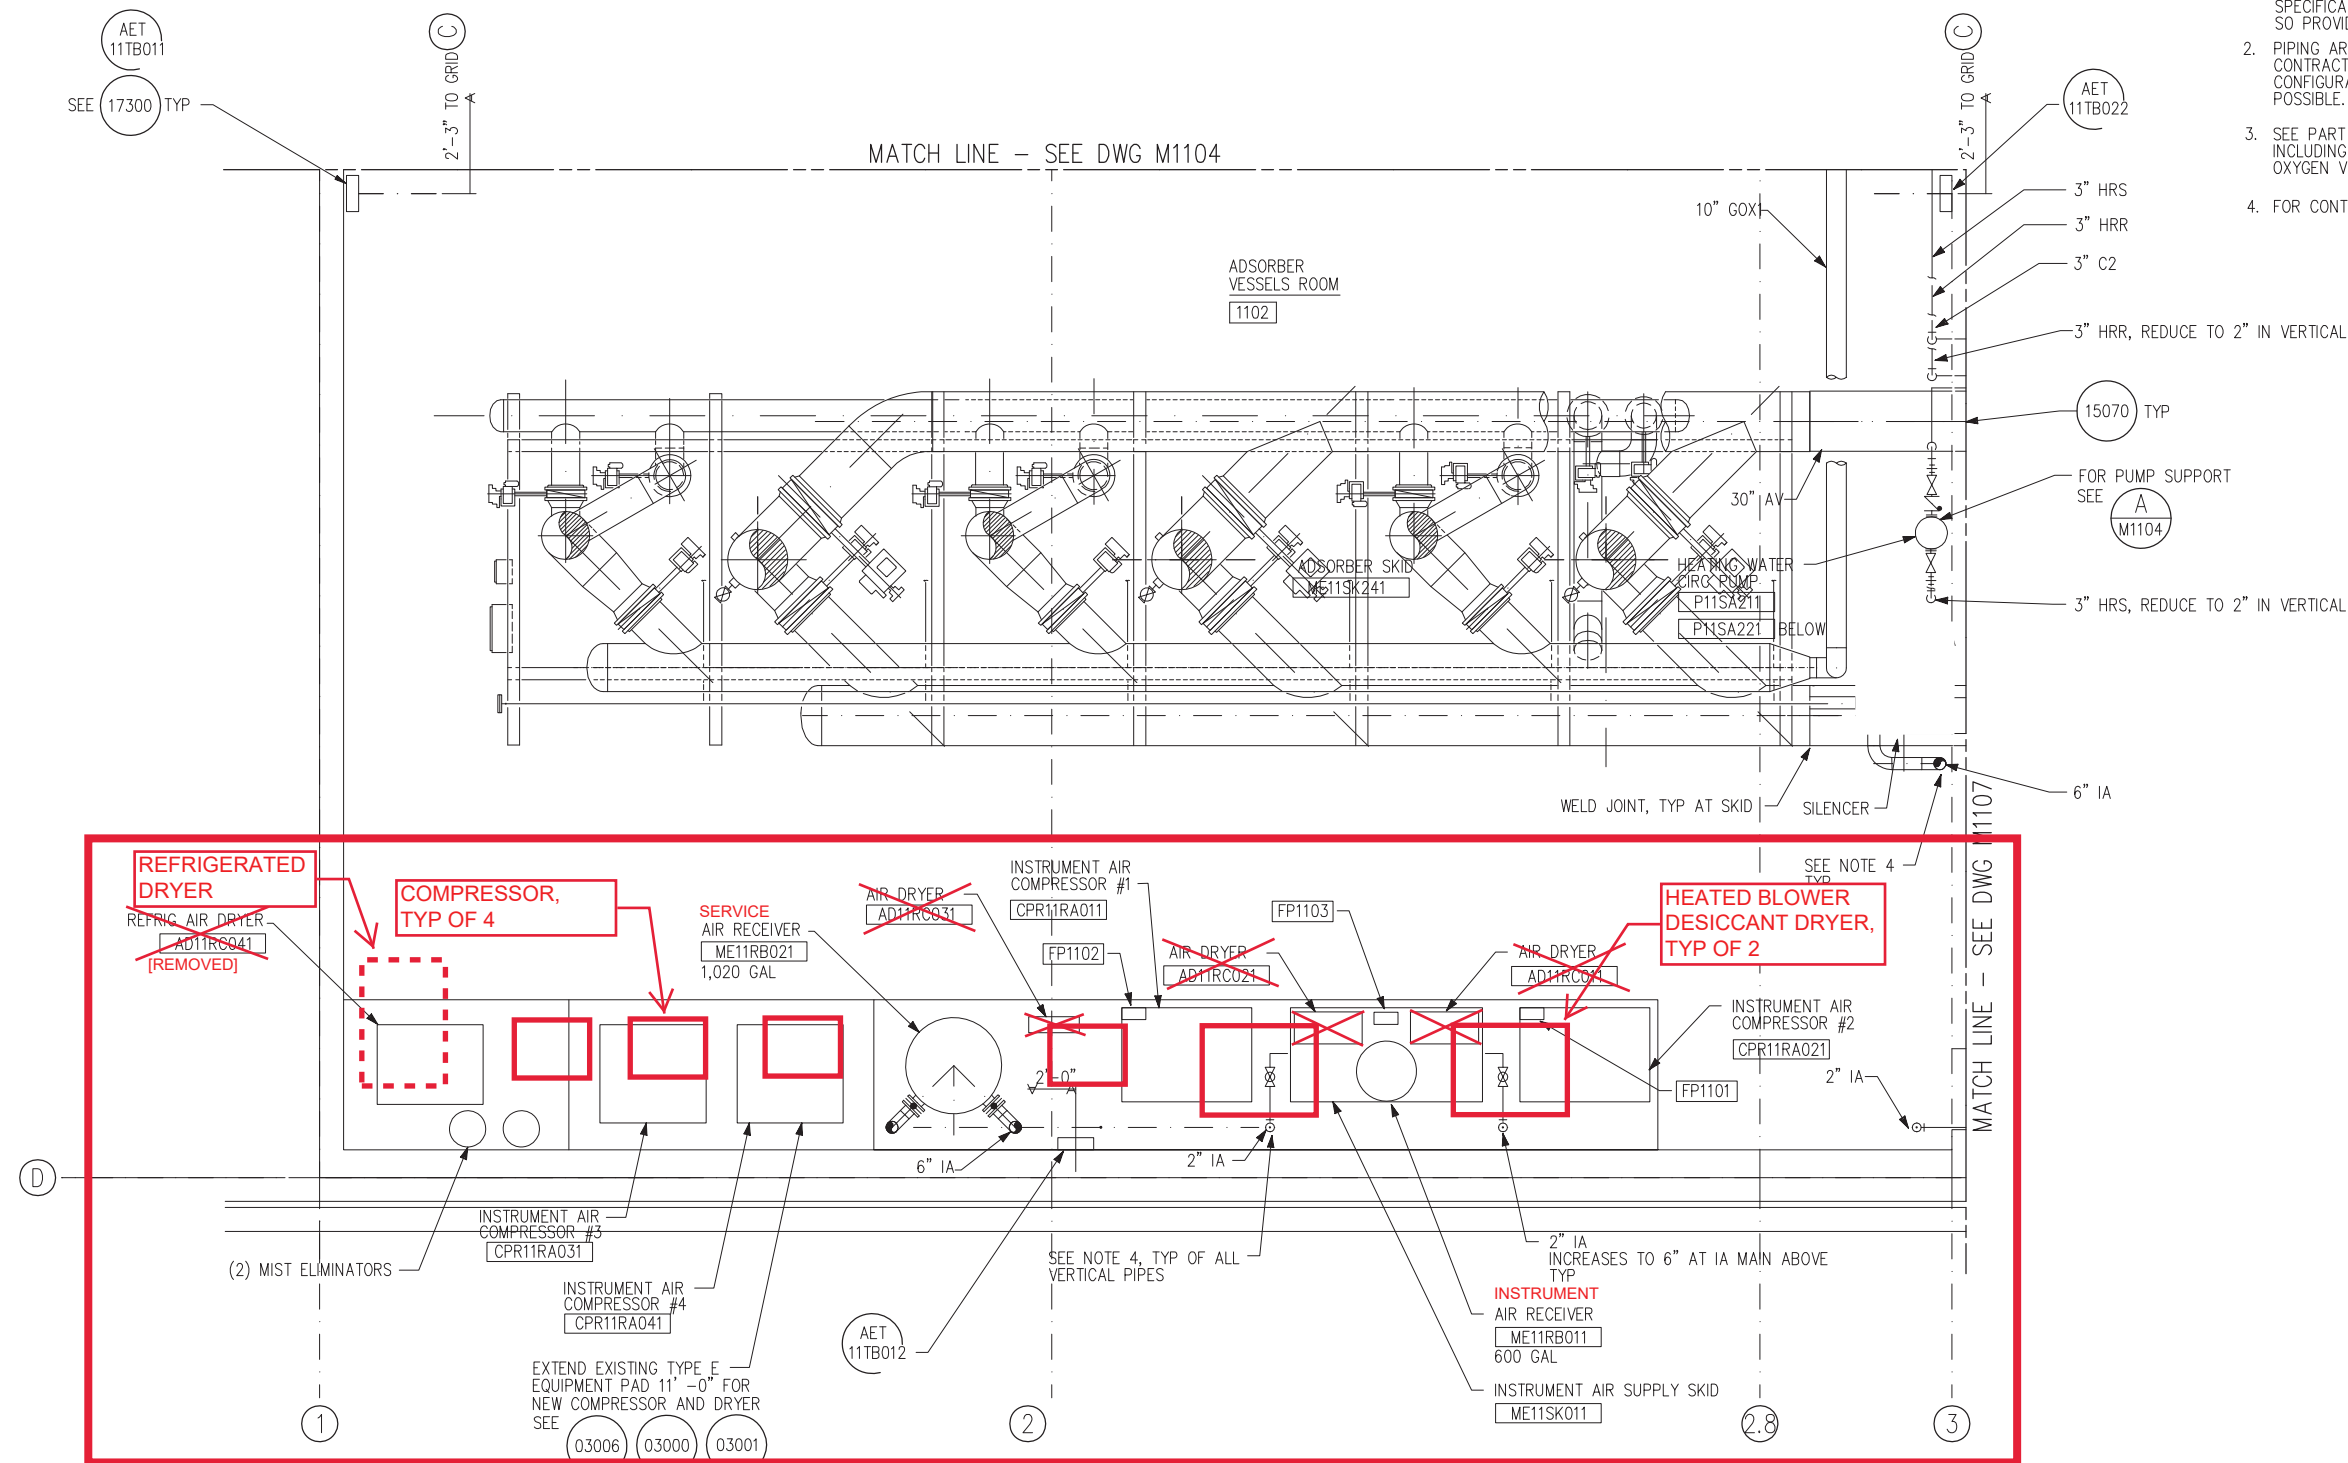 AET
11TB011
SEE 17300 TYP
C
2'-3" TO GRID
C
2'-3" TO GRID
SPECIFICA
SO PROVI
2. PIPING AR
CONTRACT
CONFIGURA
POSSIBLE.
3. SEE PART
INCLUDING
OXYGEN V
4. FOR CONT
AET
11TB022
MATCH LINE - SEE DWG M1104
3" HRS
3" HRR
3" C2
3" HRR, REDUCE TO 2" IN VERTICAL
10" GOX1
ADSORBER
VESSELS ROOM
1102
15070 TYP
FOR PUMP SUPPORT
SEE
A
M1104
30" AV
ADSORBER SKID
ME11SK241
HEATING WATER
CIRC PUMP
P11SA211
P11SA221 BELOW
3" HRS, REDUCE TO 2" IN VERTICAL
WELD JOINT, TYP AT SKID
SILENCER
6" IA
SEE NOTE 4
TYP
MATCH LINE - SEE DWG M1107
REFRIGERATED
DRYER
REFRIG AIR DRYER
AD11RC041
[REMOVED]
COMPRESSOR,
TYP OF 4
SERVICE
AIR RECEIVER
ME11RB021
1,020 GAL
AIR DRYER
AD11RC031
INSTRUMENT AIR
COMPRESSOR #1
CPR11RA011
FP1102
AIR DRYER
AD11RC021
FP1103
AIR DRYER
AD11RC011
HEATED BLOWER
DESICCANT DRYER,
TYP OF 2
INSTRUMENT AIR
COMPRESSOR #2
CPR11RA021
FP1101
2" IA
2'-0"
6" IA
2" IA
D
INSTRUMENT AIR
COMPRESSOR #3
CPR11RA031
(2) MIST ELIMINATORS
INSTRUMENT AIR
COMPRESSOR #4
CPR11RA041
AET
11TB012
SEE NOTE 4, TYP OF ALL
VERTICAL PIPES
2" IA
INCREASES TO 6" AT IA MAIN ABOVE
TYP
INSTRUMENT
AIR RECEIVER
ME11RB011
600 GAL
INSTRUMENT AIR SUPPLY SKID
ME11SK011
EXTEND EXISTING TYPE E
EQUIPMENT PAD 11' -0" FOR
NEW COMPRESSOR AND DRYER
SEE
03006 03000 03001
1
2
2.8
3